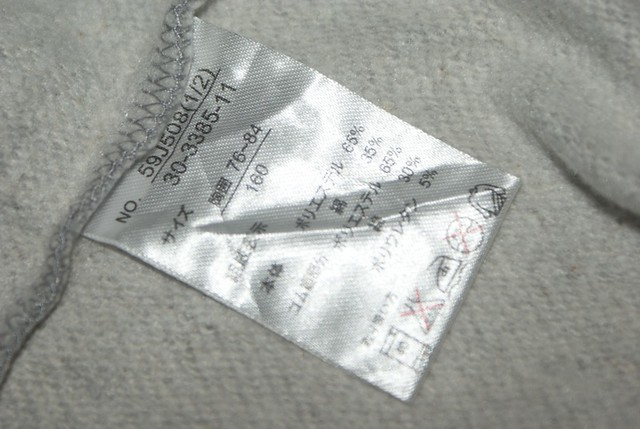 NO. 59J508(1/2)
30-3385-11
サイズ 胸囲 76~84
160
組成表示
本体 ポリエステル 65%
綿 35%
ゴム編部分 ポリエステル 65%
綿 30%
ポリウレタン 5%